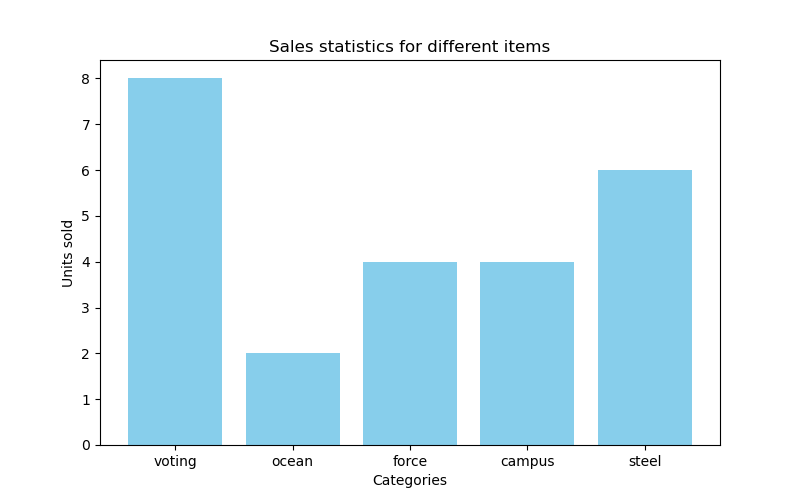 Sales statistics for different items
Units sold
8
7
6
5
4
3
2
1
0
voting ocean force campus steel
Categories